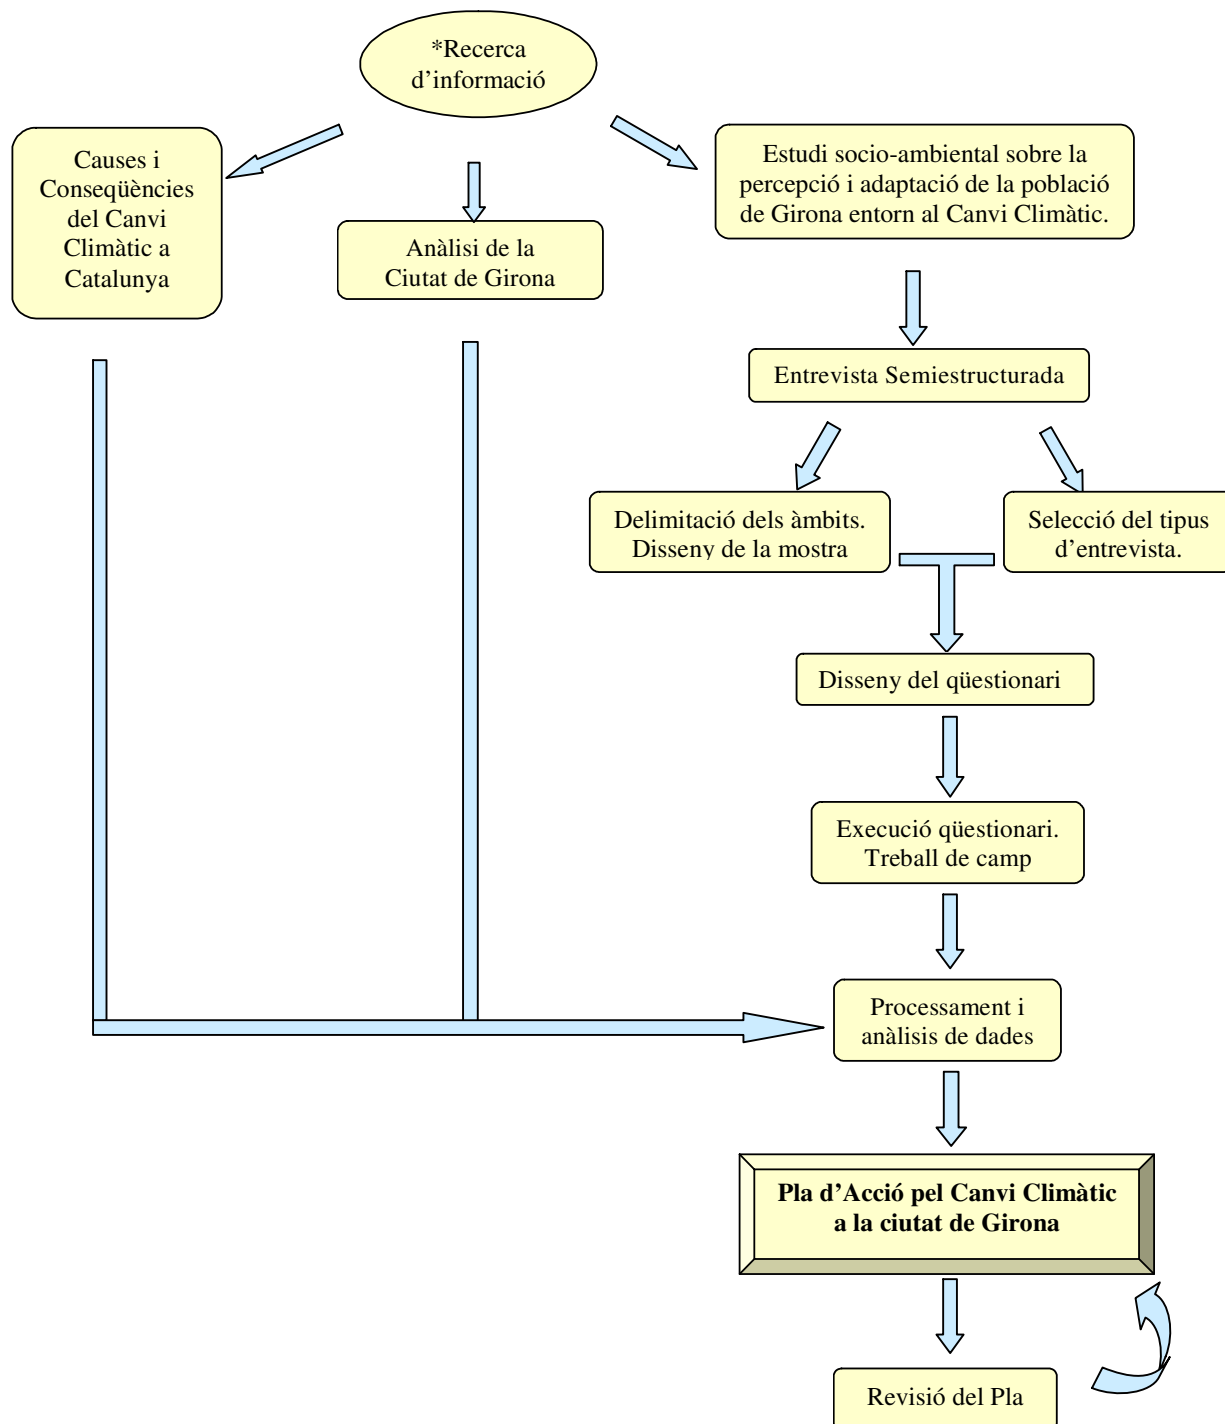 *Recerca
d’informació
Causes i
Conseqüències
del Canvi
Climàtic a
Catalunya
Anàlisi de la
Ciutat de Girona
Estudi socio-ambiental sobre la
percepció i adaptació de la població
de Girona entorn al Canvi Climàtic.
Entrevista Semiestructurada
Delimitació dels àmbits.
Disseny de la mostra
Selecció del tipus
d’entrevista.
Disseny del qüestionari
Execució qüestionari.
Treball de camp
Processament i
anàlisis de dades
Pla d’Acció pel Canvi Climàtic
a la ciutat de Girona
Revisió del Pla